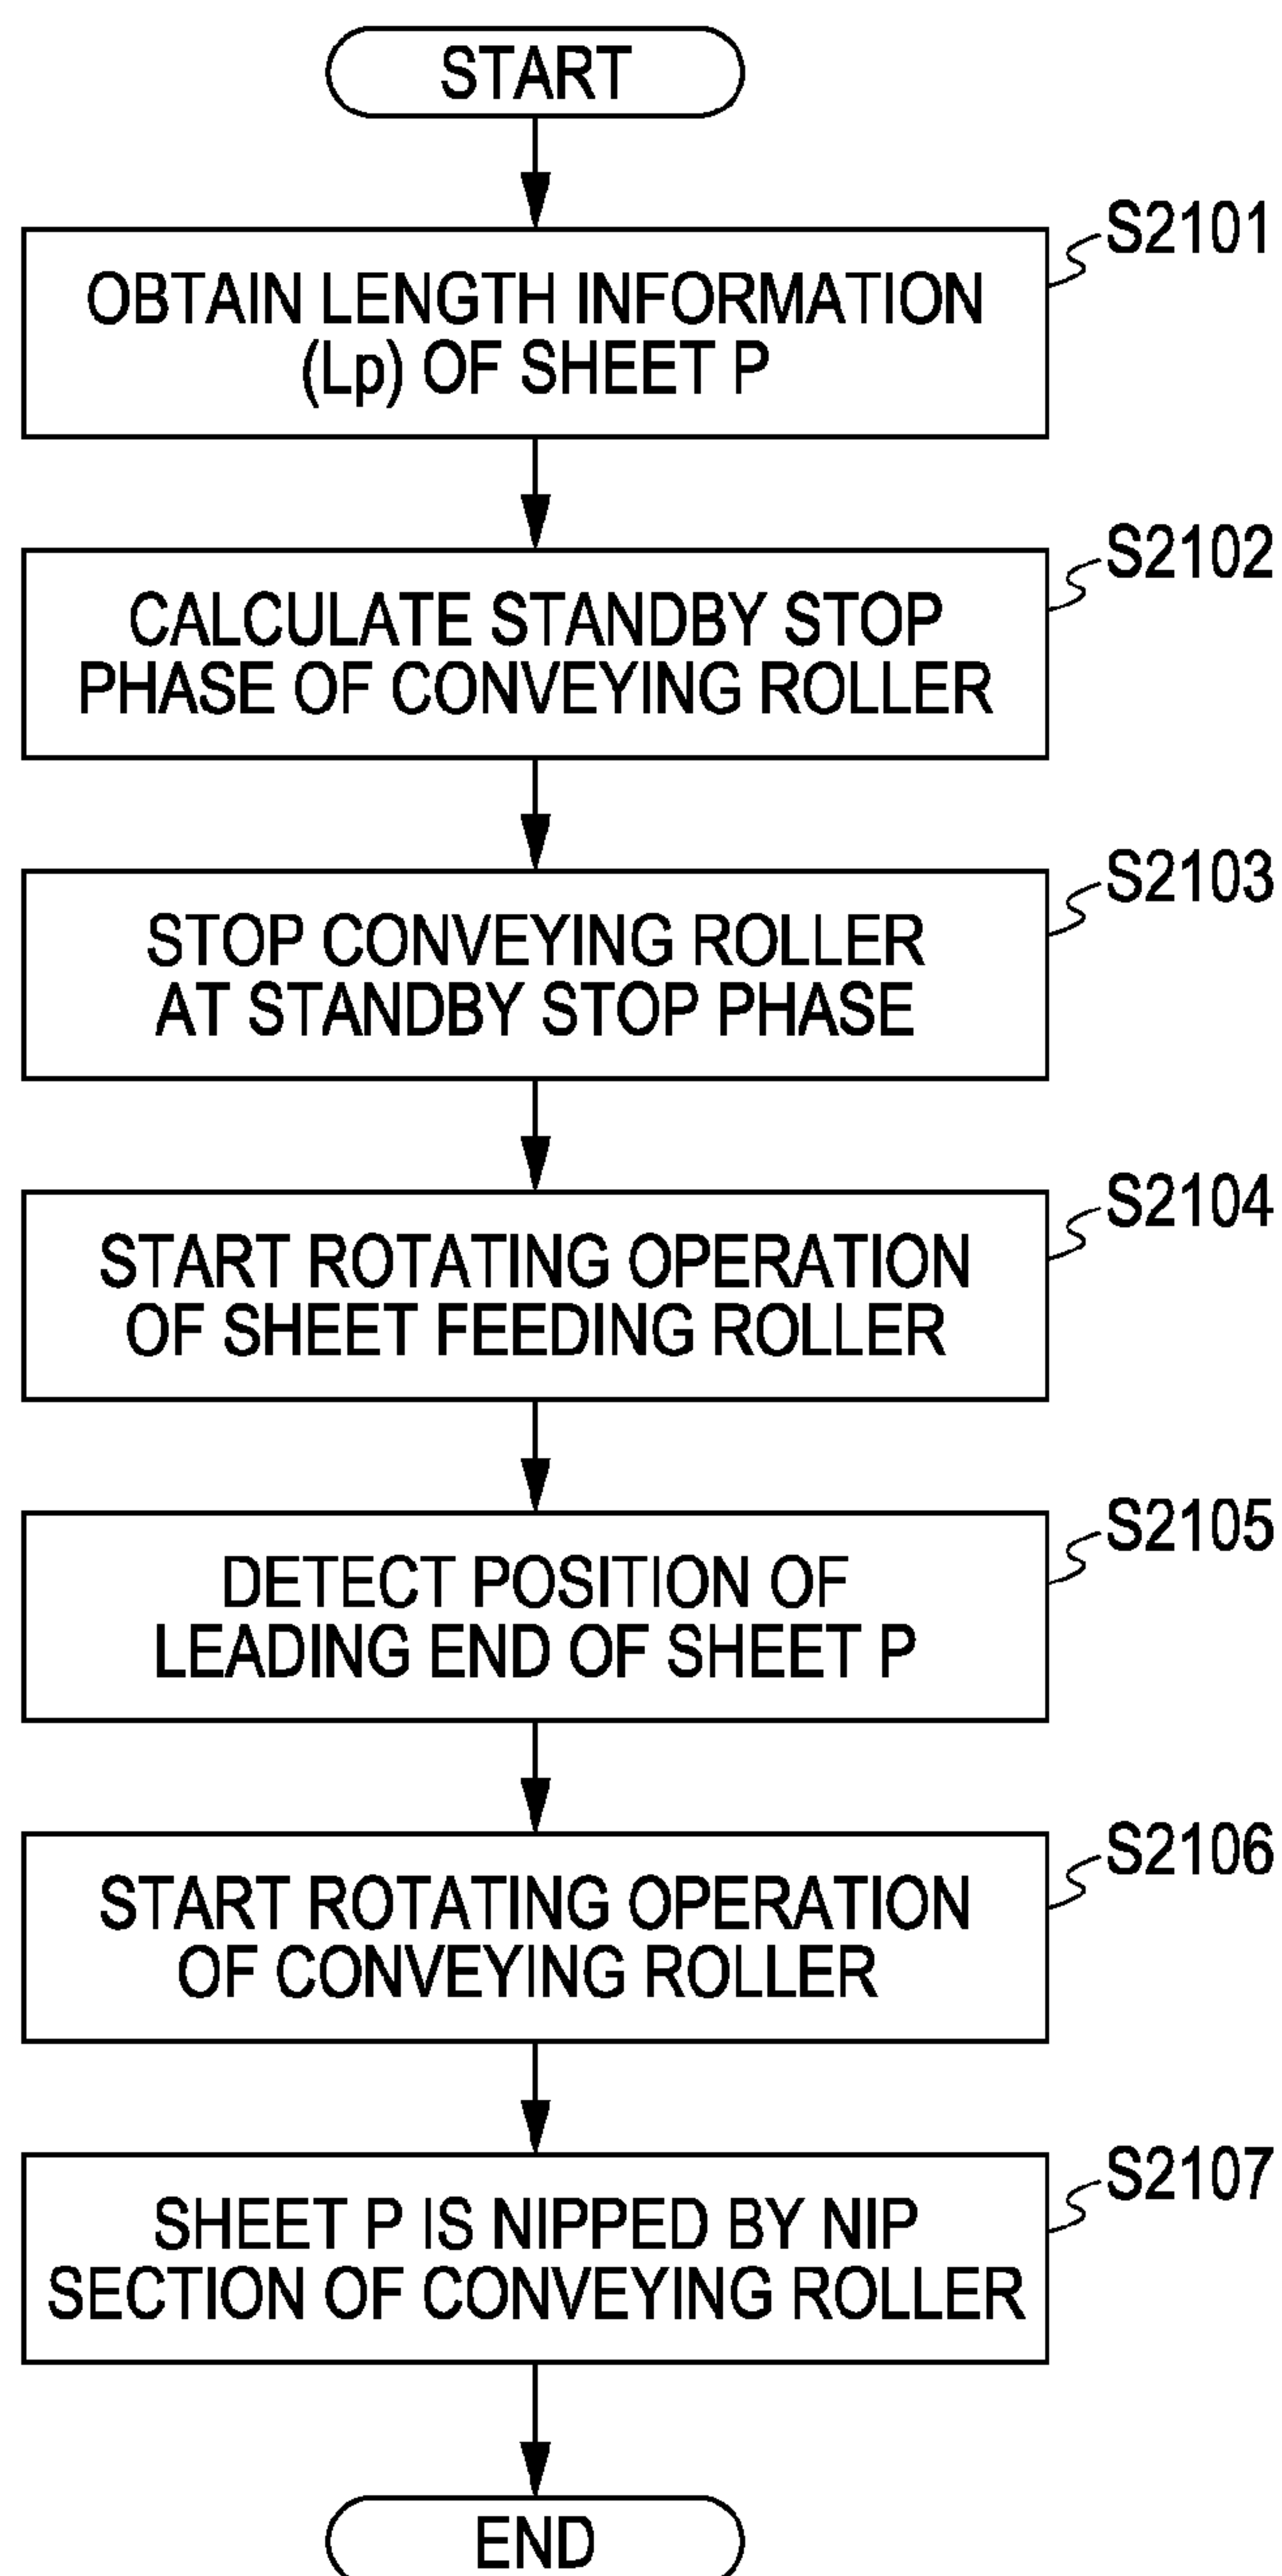 START
S2101
OBTAIN LENGTH INFORMATION
(Lp) OF SHEET P
S2102
CALCULATE STANDBY STOP
PHASE OF CONVEYING ROLLER
S2103
STOP CONVEYING ROLLER
AT STANDBY STOP PHASE
S2104
START ROTATING OPERATION
OF SHEET FEEDING ROLLER
S2105
DETECT POSITION OF
LEADING END OF SHEET P
S2106
START ROTATING OPERATION
OF CONVEYING ROLLER
S2107
SHEET P IS NIPPED BY NIP
SECTION OF CONVEYING ROLLER
END